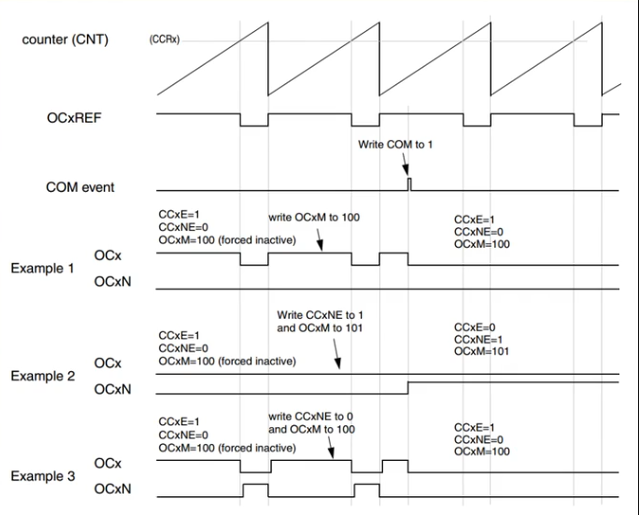 counter (CNT)
(CCRx)
OCxREF
Write COM to 1
COM event
CCxE=1
CCxNE=0
OCxM=100 (forced inactive)
write OCxM to 100
CCxE=1
CCxNE=0
OCxM=100
Example 1
OCx
OCxN
Write CCxNE to 1
and OCxM to 101
CCxE=1
CCxNE=0
OCxM=100 (forced inactive)
CCxE=0
CCxNE=1
OCxM=101
Example 2
OCx
OCxN
CCxE=1
CCxNE=0
OCxM=100 (forced inactive)
write CCxNE to 0
and OCxM to 100
CCxE=1
CCxNE=0
OCxM=100
Example 3
OCx
OCxN